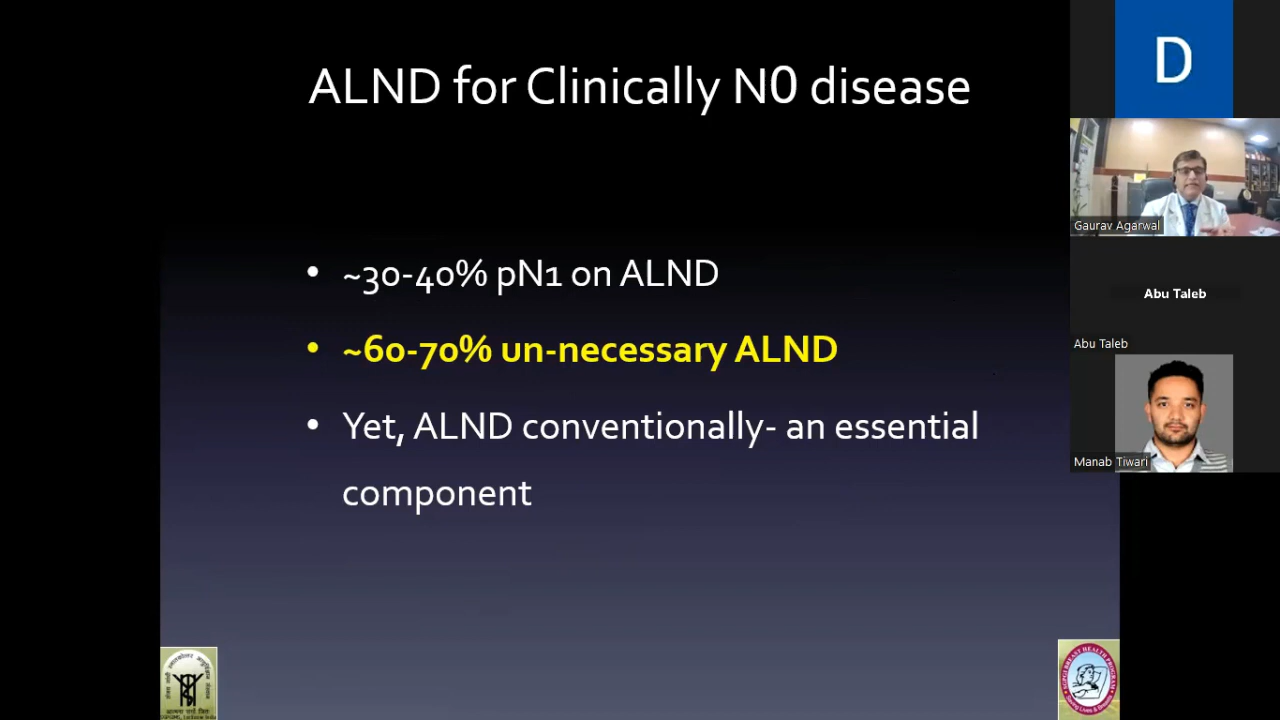 ALND for Clinically N0 disease
• ~30-40% pN1 on ALND
• ~60-70% un-necessary ALND
• Yet, ALND conventionally- an essential
component
D
Gaurav Agarwal
Abu Taleb
Abu Taleb
Manab Tiwari